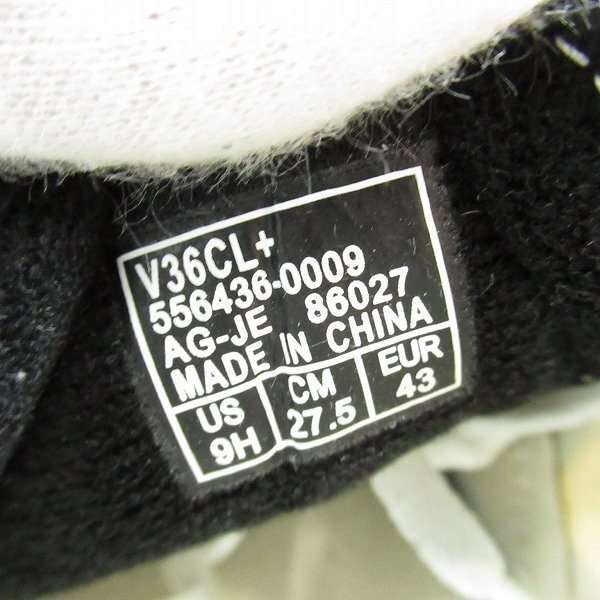 V36CL+
556436-0009
AG-JE 86027
MADE IN CHINA
US CM EUR
9H 27.5 43